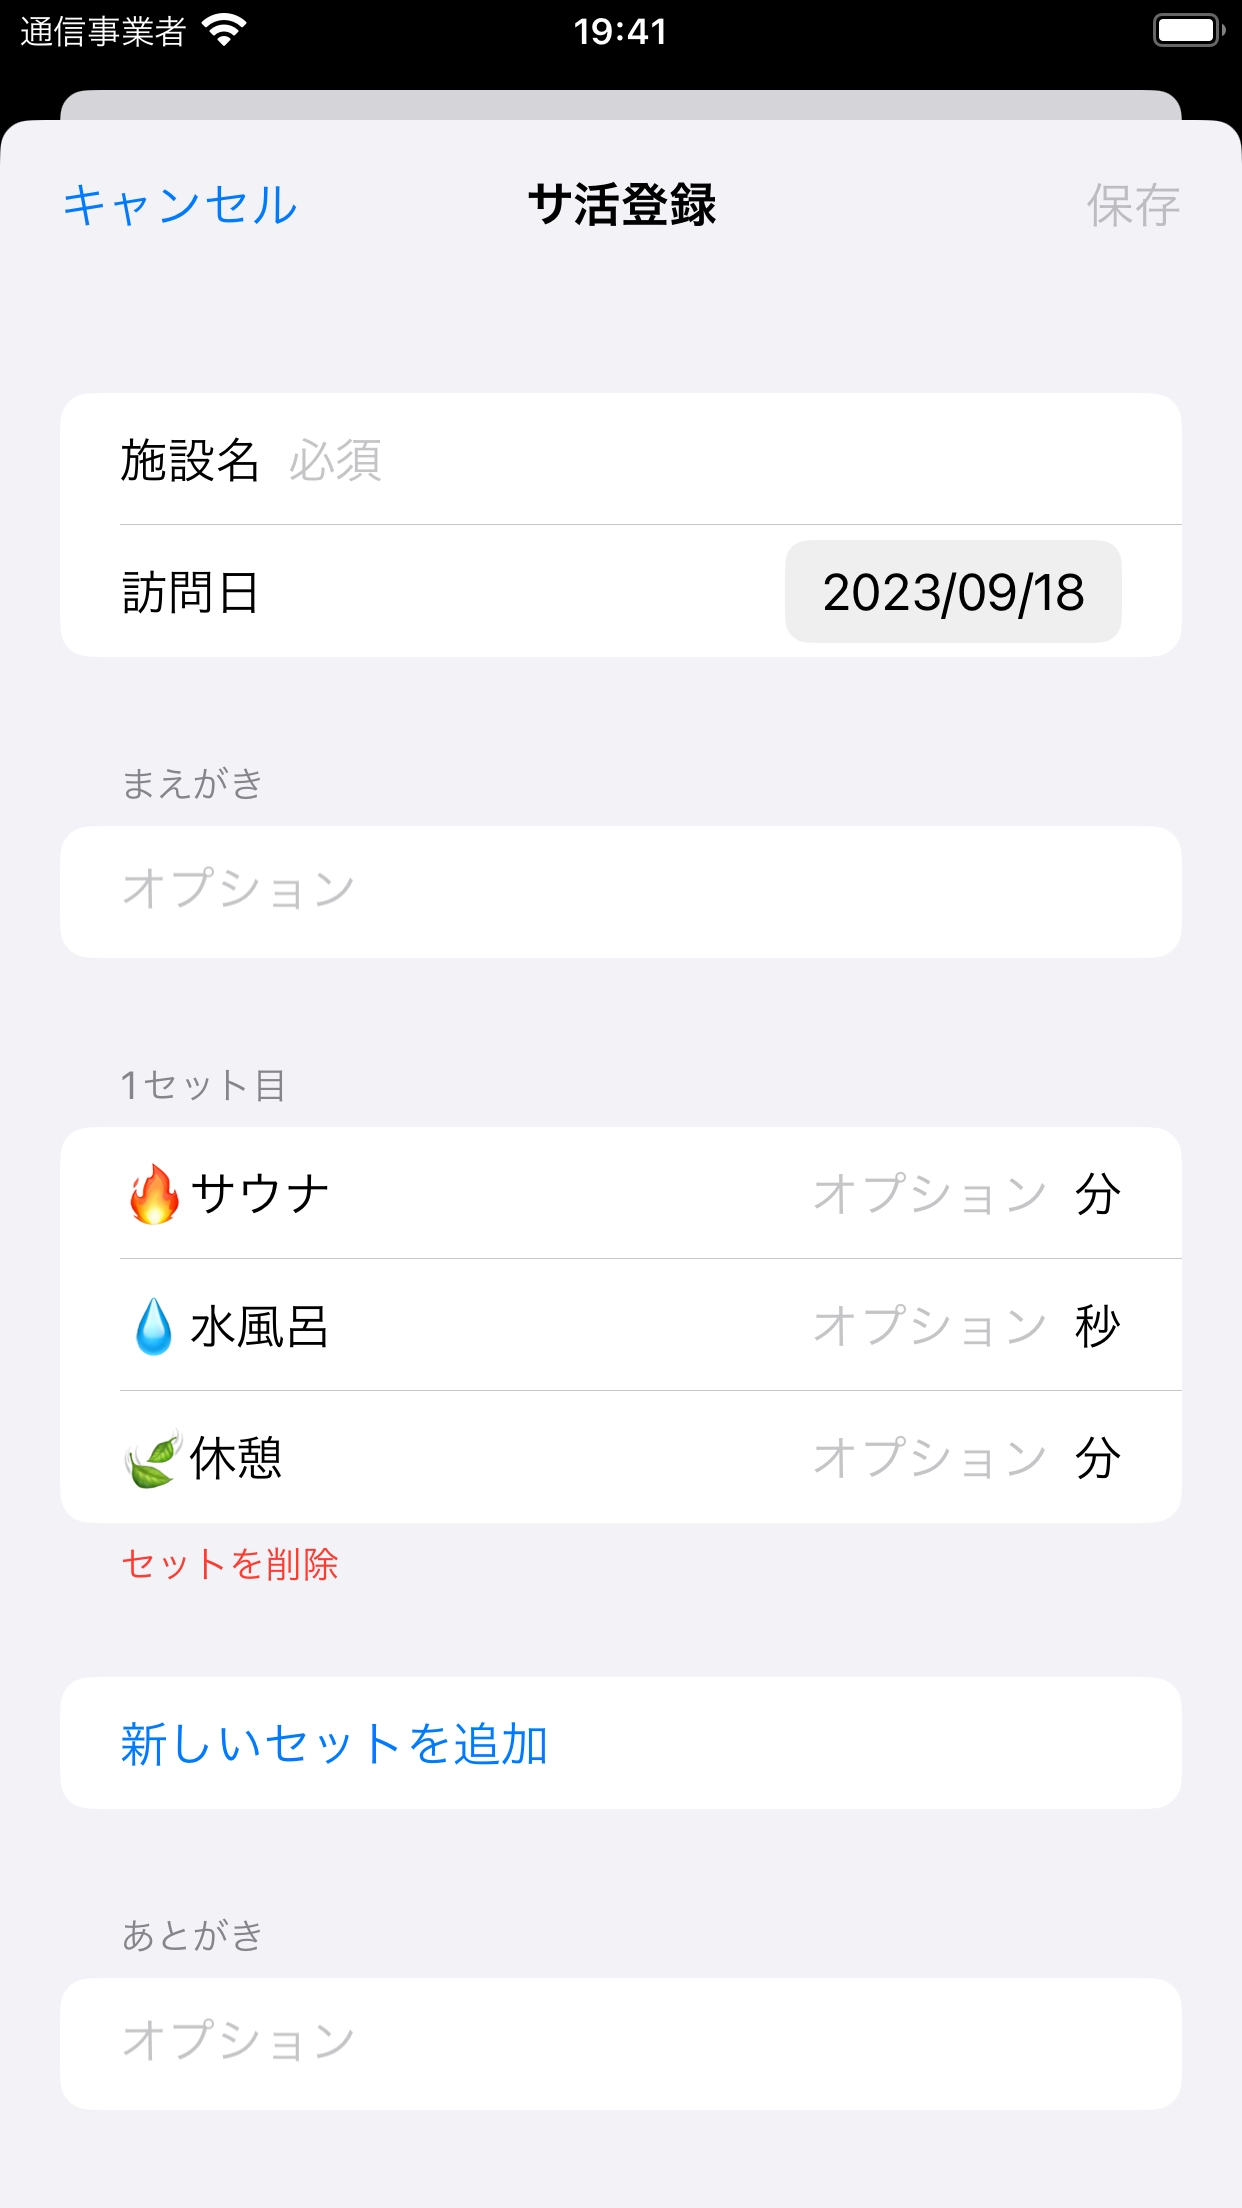 通信事業者 19:41
キャンセル サ活登録 保存
施設名 必須
訪問日 2023/09/18
まえがき
オプション
1セット目
🔥サウナ オプション 分
💧水風呂 オプション 秒
🍃休憩 オプション 分
セットを削除
新しいセットを追加
あとがき
オプション